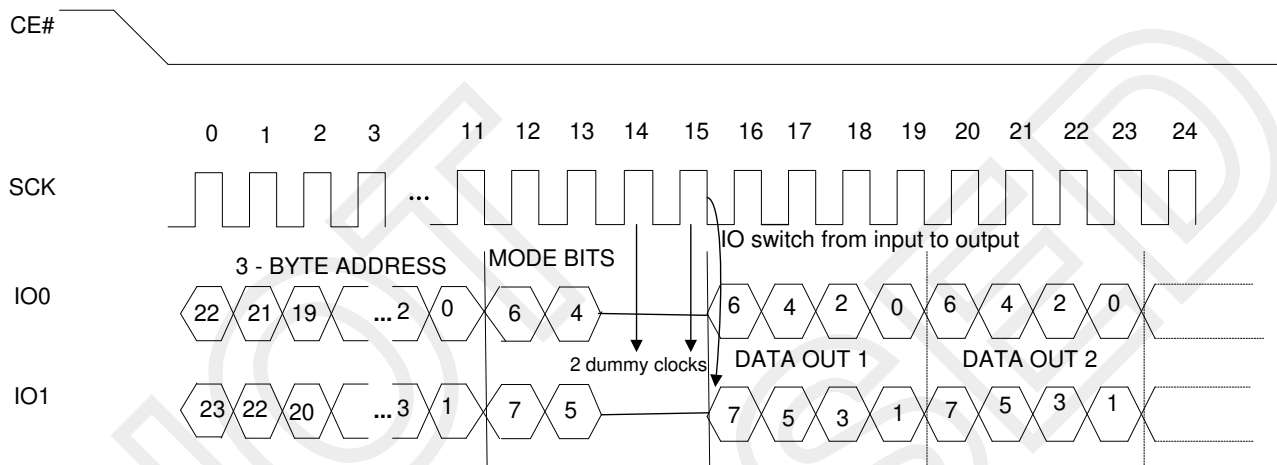 CE#
0 1 2 3 11 12 13 14 15 16 17 18 19 20 21 22 23 24
SCK
...
IO switch from input to output
3 - BYTE ADDRESS MODE BITS
IO0
22 21 19 ... 2 0 6 4 6 4 2 0 6 4 2 0
2 dummy clocks DATA OUT 1 DATA OUT 2
IO1
23 22 20 ... 3 1 7 5 7 5 3 1 7 5 3 1